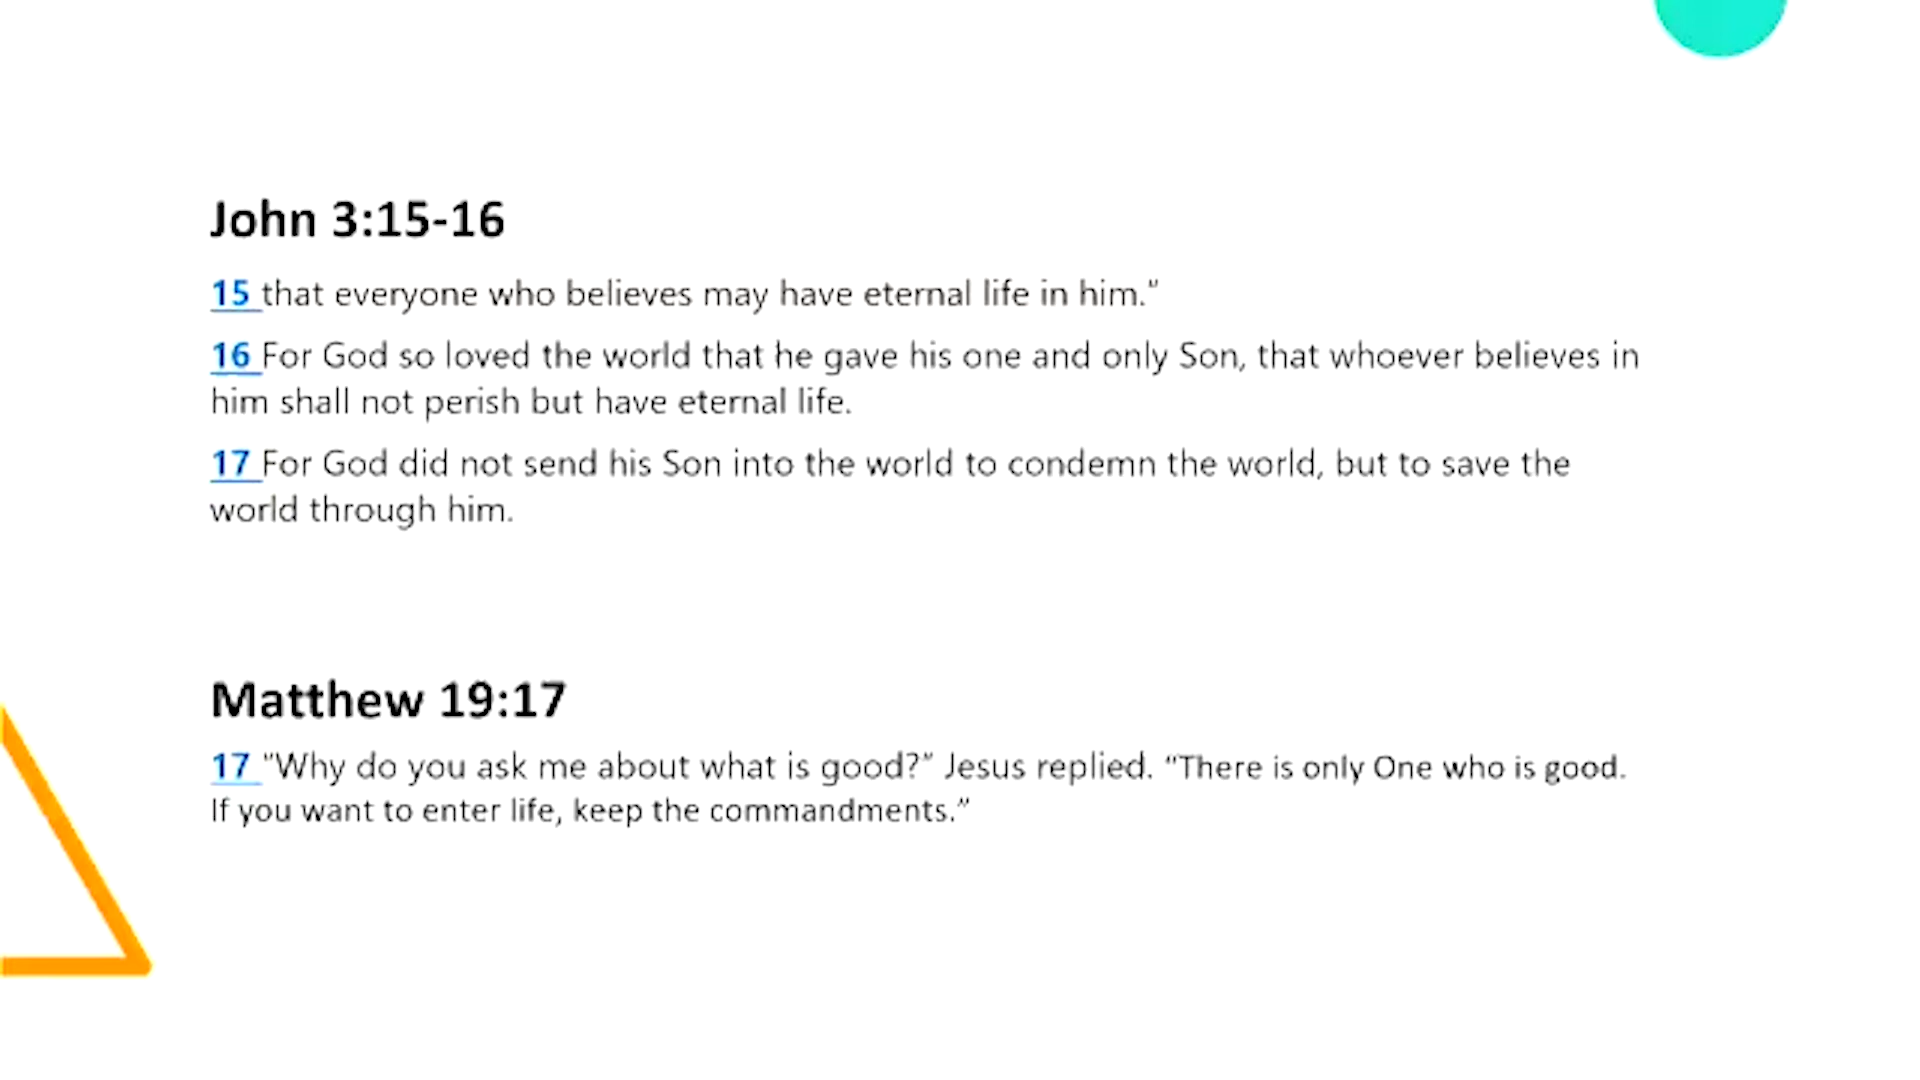 John 3:15-16
15 that everyone who believes may have eternal life in him."
16 For God so loved the world that he gave his one and only Son, that whoever believes in
him shall not perish but have eternal life.
17 For God did not send his Son into the world to condemn the world, but to save the
world through him.
Matthew 19:17
17 "Why do you ask me about what is good?" Jesus replied. "There is only One who is good.
If you want to enter life, keep the commandments."